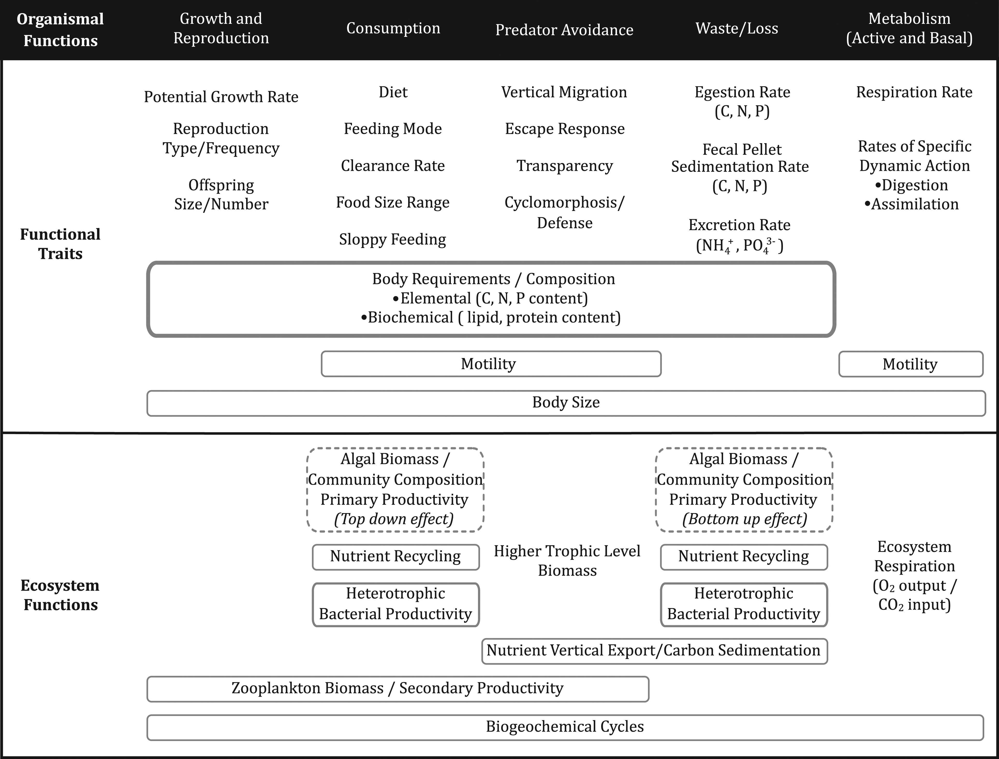 Organismal
Functions
Growth and
Reproduction
Consumption
Predator Avoidance
Waste/Loss
Metabolism
(Active and Basal)
Functional
Traits
Potential Growth Rate
Reproduction
Type/Frequency
Offspring
Size/Number
Diet
Feeding Mode
Clearance Rate
Food Size Range
Sloppy Feeding
Vertical Migration
Escape Response
Transparency
Cyclomorphosis/
Defense
Egestion Rate
(C, N, P)
Fecal Pellet
Sedimentation Rate
(C, N, P)
Excretion Rate
(NH₄⁺, PO₄³⁻)
Respiration Rate
Rates of Specific
Dynamic Action
•Digestion
•Assimilation
Body Requirements / Composition
•Elemental (C, N, P content)
•Biochemical ( lipid, protein content)
Motility
Motility
Body Size
Ecosystem
Functions
Algal Biomass /
Community Composition
Primary Productivity
(Top down effect)
Nutrient Recycling
Heterotrophic
Bacterial Productivity
Higher Trophic Level
Biomass
Algal Biomass /
Community Composition
Primary Productivity
(Bottom up effect)
Nutrient Recycling
Heterotrophic
Bacterial Productivity
Ecosystem
Respiration
(O₂ output /
CO₂ input)
Nutrient Vertical Export/Carbon Sedimentation
Zooplankton Biomass / Secondary Productivity
Biogeochemical Cycles